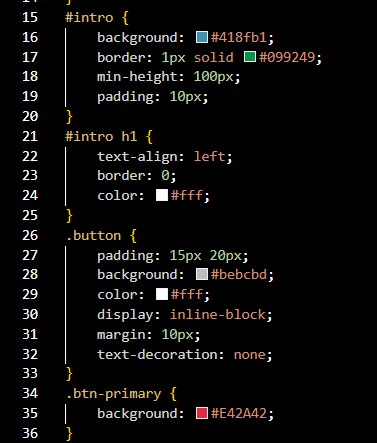 14 }
15 #intro {
16 background: #418fb1;
17 border: 1px solid #099249;
18 min-height: 100px;
19 padding: 10px;
20 }
21 #intro h1 {
22 text-align: left;
23 border: 0;
24 color: #fff;
25 }
26 .button {
27 padding: 15px 20px;
28 background: #bebcbd;
29 color: #fff;
30 display: inline-block;
31 margin: 10px;
32 text-decoration: none;
33 }
34 .btn-primary {
35 background: #E42A42;
36 }